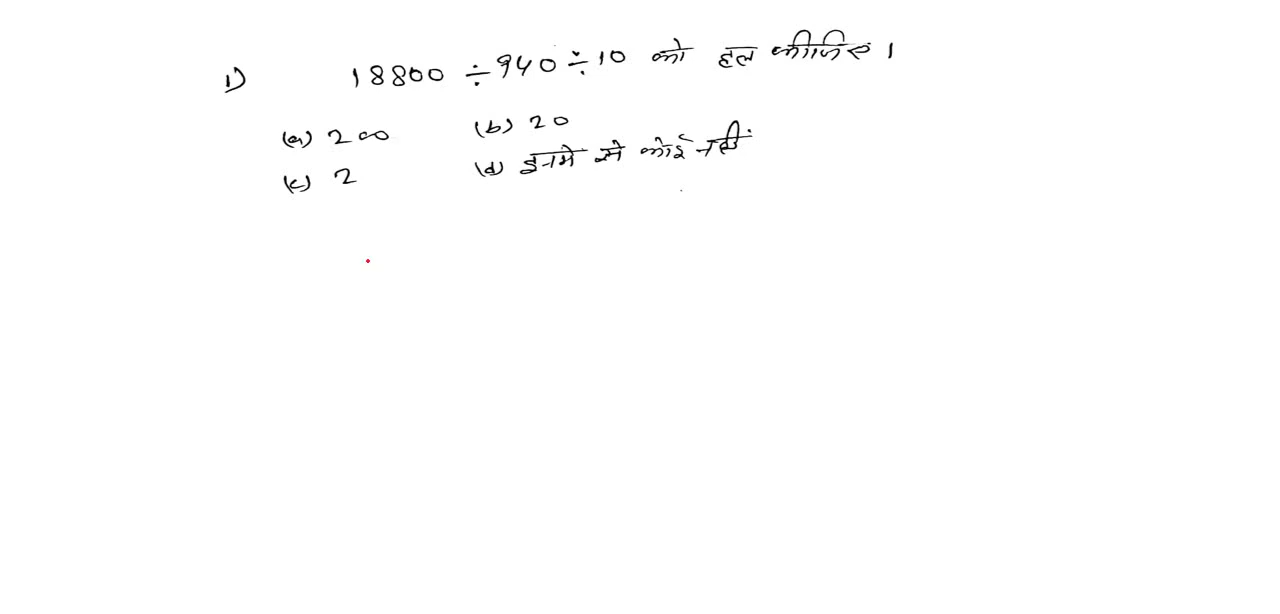 1) 18800 ÷ 940 ÷ 10 को हल कीजिए।
(a) 200 (b) 20
(c) 2 (d) इनमे से कोई नहीं